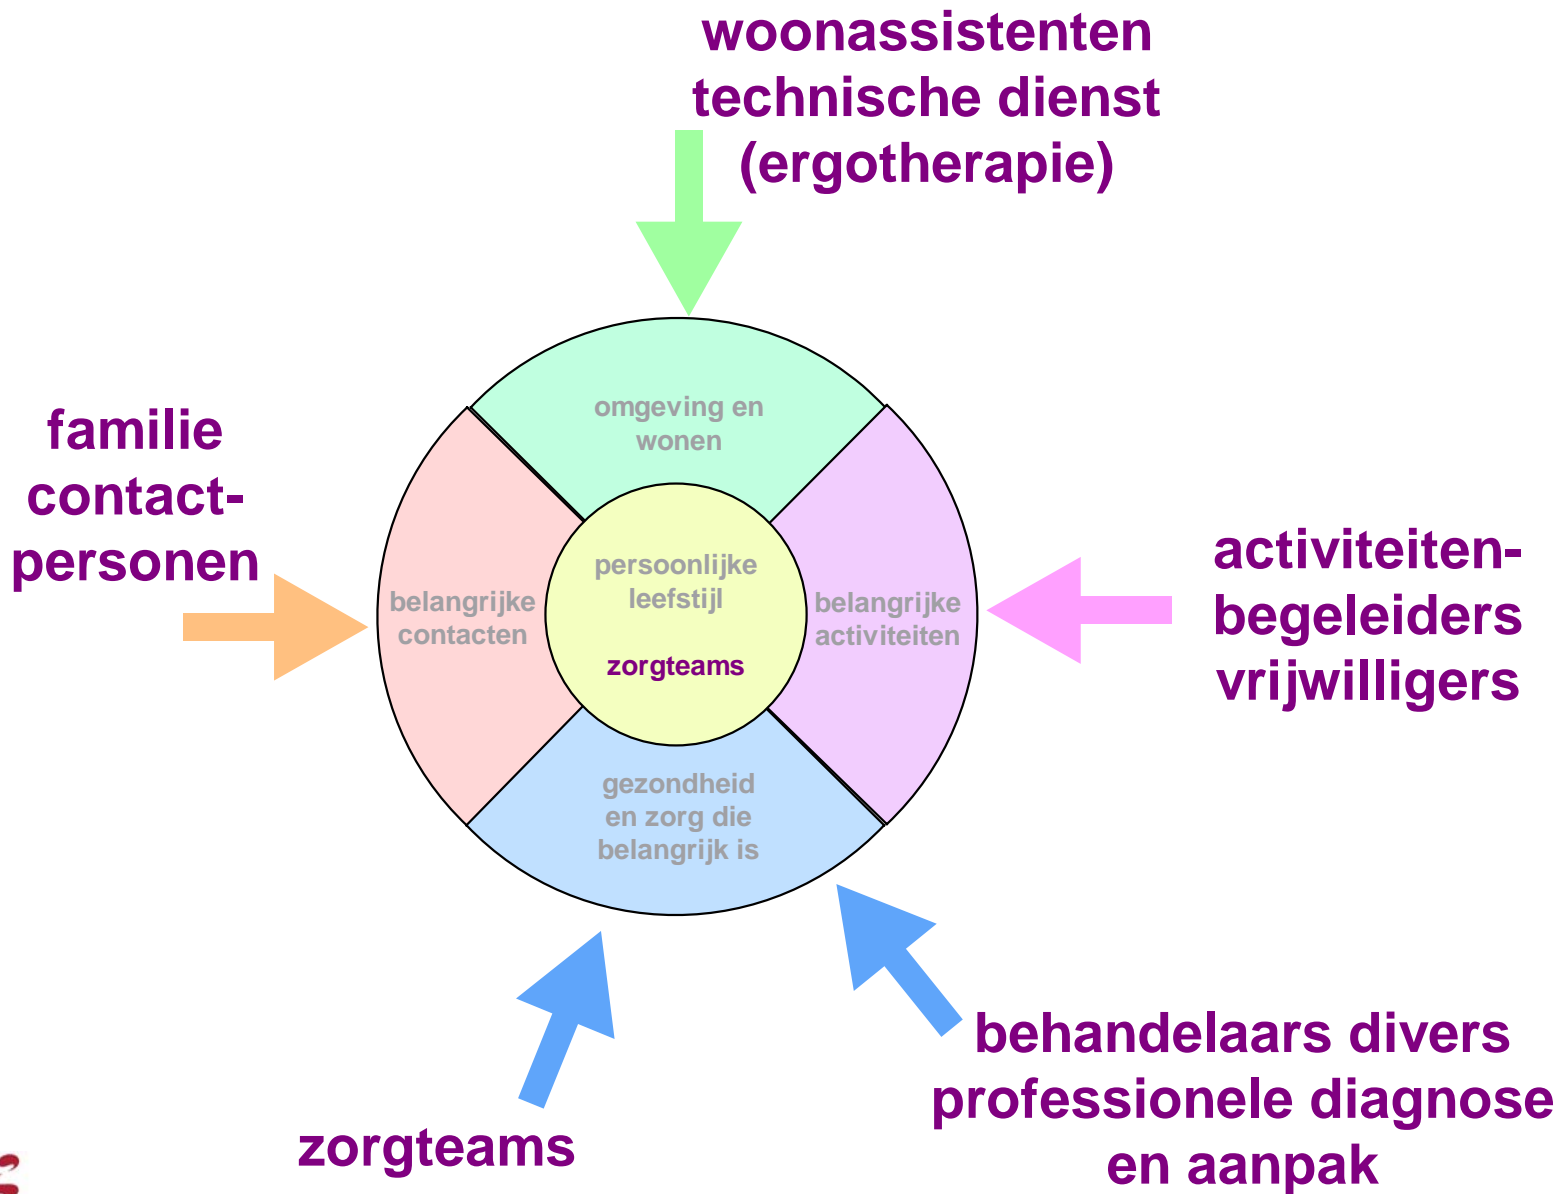 woonassistenten
technische dienst
(ergotherapie)
familie
contact-
personen
omgeving en
wonen
persoonlijke
leefstijl
zorgteams
belangrijke
contacten
belangrijke
activiteiten
activiteiten-
begeleiders
vrijwilligers
gezondheid
en zorg die
belangrijk is
zorgteams
behandelaars divers
professionele diagnose
en aanpak